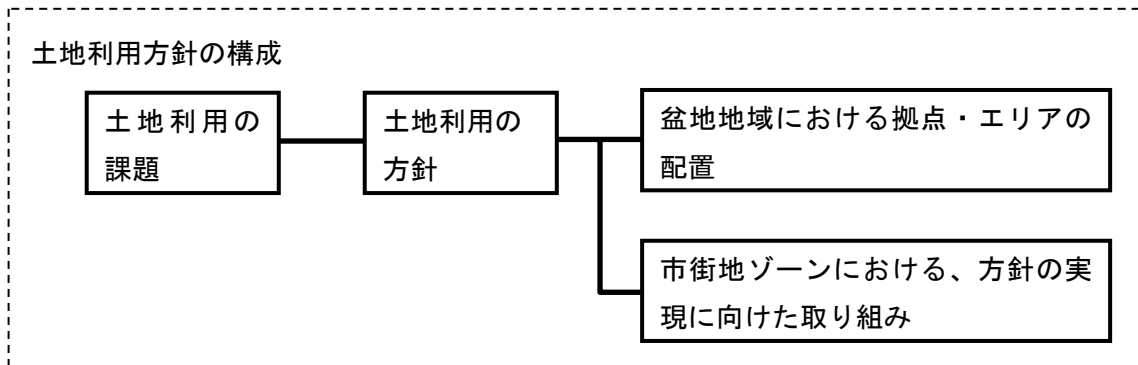 土地利用方針の構成
土地利用の
課題
土地利用の
方針
盆地地域における拠点・エリアの
配置
市街地ゾーンにおける、方針の実
現に向けた取り組み